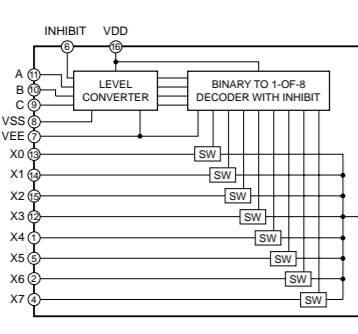 INHIBIT VDD
6 16
A 11
B 10
C 9
VSS 8
VEE 7
LEVEL
CONVERTER
BINARY TO 1-OF-8
DECODER WITH INHIBIT
X0 13 SW
X1 14 SW
X2 15 SW
X3 12 SW
X4 1 SW
X5 5 SW
X6 2 SW
X7 4 SW